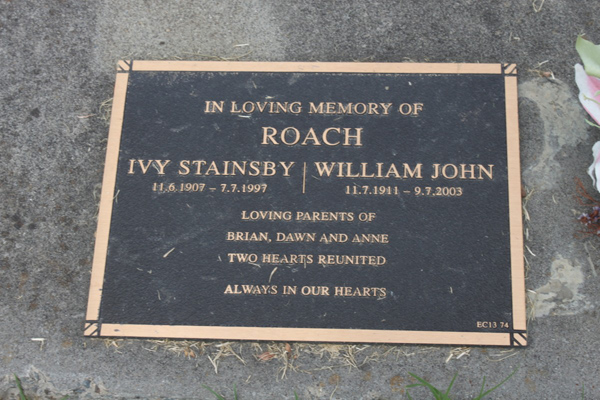 IN LOVING MEMORY OF
ROACH
IVY STAINSBY | WILLIAM JOHN
11.6.1907 – 7.7.1997 11.7.1911 – 9.7.2003
LOVING PARENTS OF
BRIAN, DAWN AND ANNE
TWO HEARTS REUNITED
ALWAYS IN OUR HEARTS
EC13 74